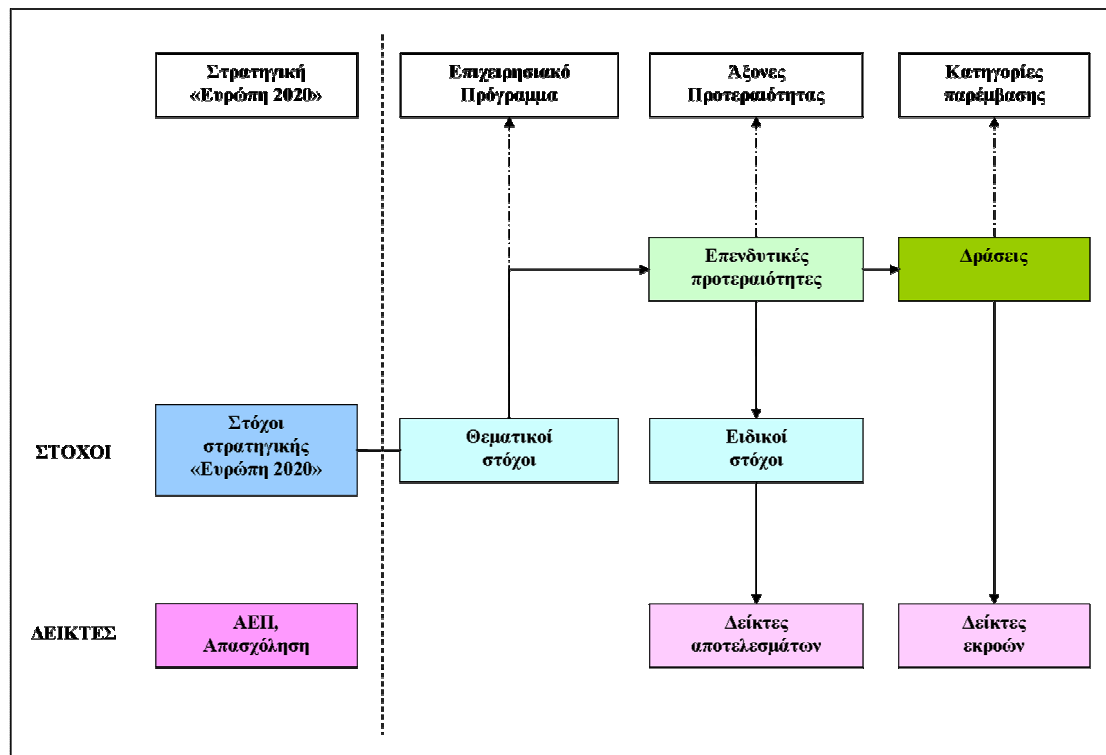 Στρατηγική
«Ευρώπη 2020»
Επιχειρησιακό
Πρόγραμμα
Άξονες
Προτεραιότητας
Κατηγορίες
παρέμβασης
Επενδυτικές
προτεραιότητες
Δράσεις
ΣΤΟΧΟΙ
Στόχοι
στρατηγικής
«Ευρώπη 2020»
Θεματικοί
στόχοι
Ειδικοί
στόχοι
ΔΕΙΚΤΕΣ
ΑΕΠ,
Απασχόληση
Δείκτες
αποτελεσμάτων
Δείκτες
εκροών